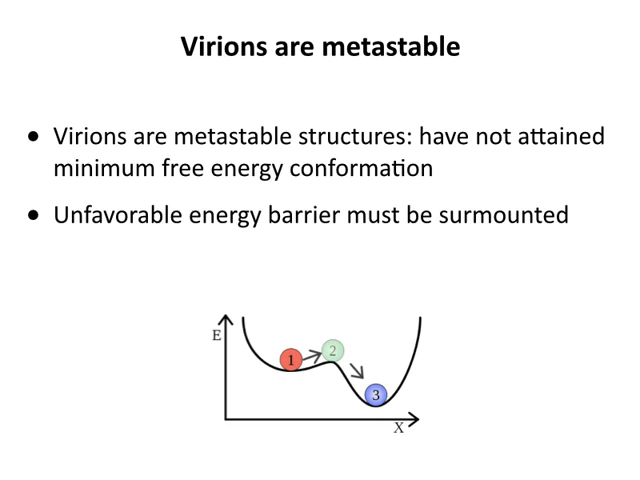 Virions are metastable
● Virions are metastable structures: have not attained
minimum free energy conformation
● Unfavorable energy barrier must be surmounted
E
1
2
3
X